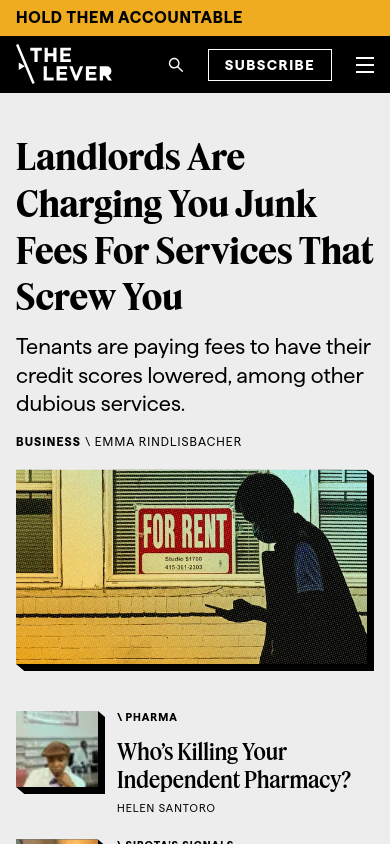 HOLD THEM ACCOUNTABLE
THE
LEVER
SUBSCRIBE
Landlords Are
Charging You Junk
Fees For Services That
Screw You
Tenants are paying fees to have their
credit scores lowered, among other
dubious services.
BUSINESS \ EMMA RINDLISBACHER
FOR RENT
Studio $1700
415-361-2303
\ PHARMA
Who’s Killing Your
Independent Pharmacy?
HELEN SANTORO
\ SIROTA'S SIGNALS